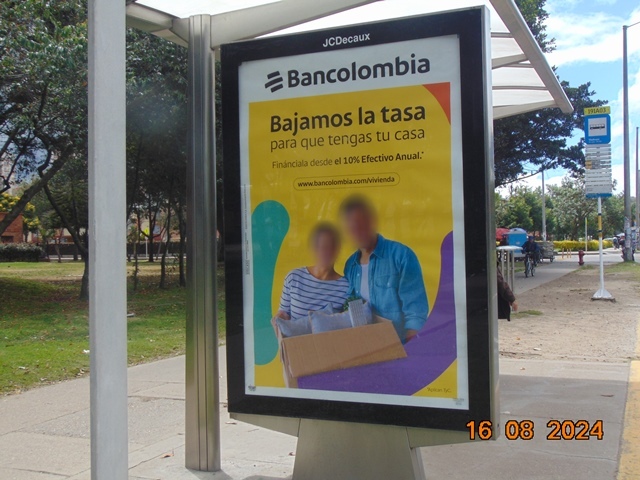 JCDecaux
Bancolombia
Bajamos la tasa
para que tengas tu casa
Finánciala desde el 10% Efectivo Anual.*
www.bancolombia.com/vivienda
16 08 2024